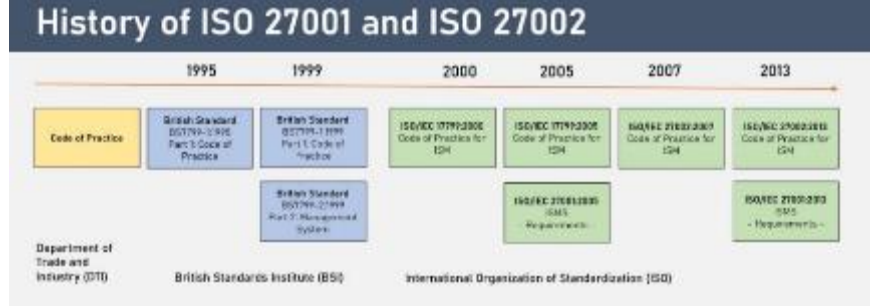 History of ISO 27001 and ISO 27002
1995 1999 2000 2005 2007 2013
Code of Practice
British Standard
BS7799-1:1995
Part 1: Code of
Practice
British Standard
BS7799-1:1999
Part 1: Code of
Practice
ISO/IEC 17799:2000
Code of Practice for
ISM
ISO/IEC 17799:2005
Code of Practice for
ISM
ISO/IEC 27002:2007
Code of Practice for
ISM
ISO/IEC 27002:2013
Code of Practice for
ISM
British Standard
BS7799-2:1999
Part 2: Management
System
ISO/IEC 27001:2005
ISMS
- Requirements -
ISO/IEC 27001:2013
ISMS
- Requirements -
Department of
Trade and
Industry (DTI)
British Standards Institute (BSI)
International Organization of Standardization (ISO)